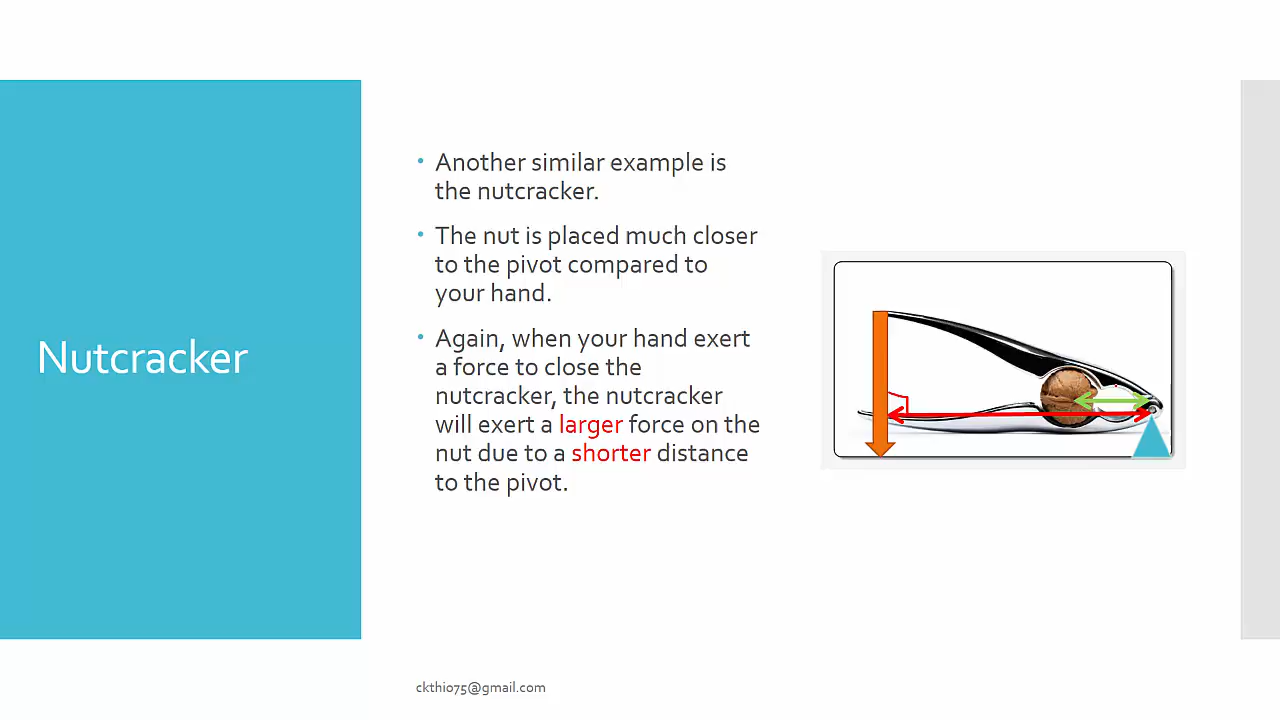 Nutcracker
• Another similar example is
the nutcracker.
• The nut is placed much closer
to the pivot compared to
your hand.
• Again, when your hand exert
a force to close the
nutcracker, the nutcracker
will exert a larger force on the
nut due to a shorter distance
to the pivot.
ckthio75@gmail.com